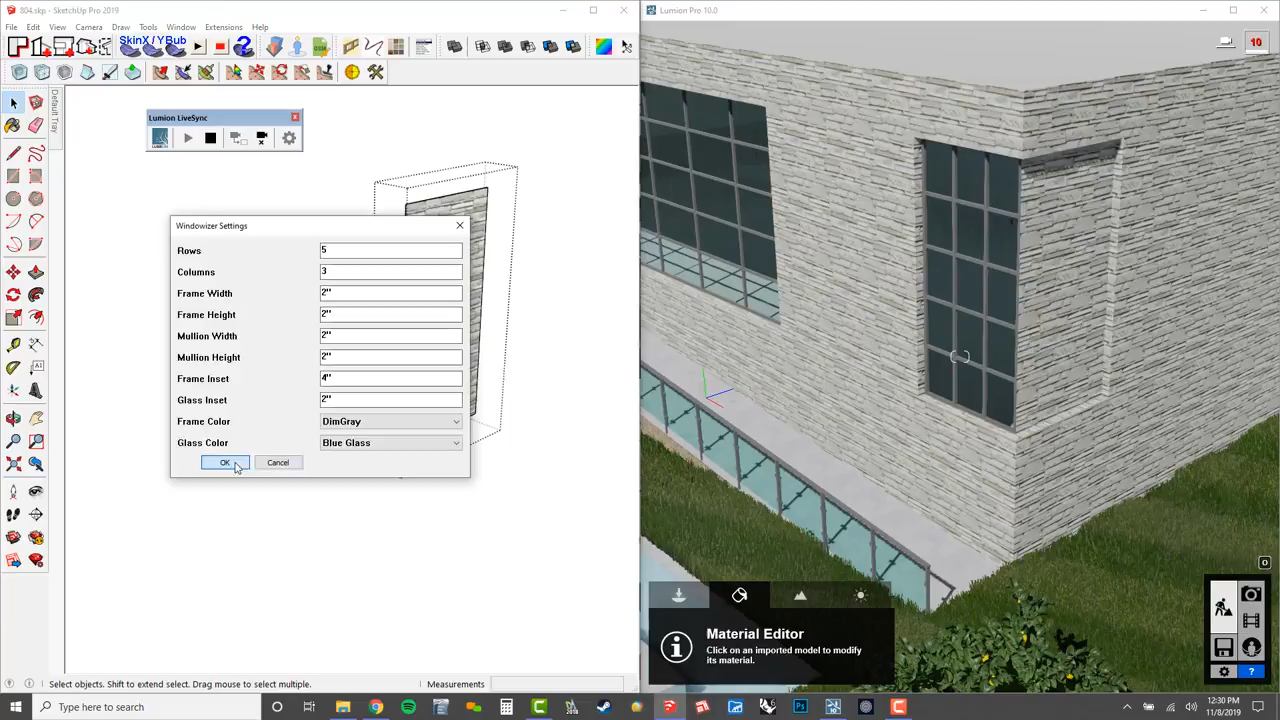 804.skp - SketchUp Pro 2019
File Edit View Camera Draw Tools Window Extensions Help
SkinX / YBub
Lumion LiveSync
LUMION
Windowizer Settings
Rows 5
Columns 3
Frame Width 2"
Frame Height 2"
Mullion Width 2"
Mullion Height 2"
Frame Inset 4"
Glass Inset 2"
Frame Color DimGray
Glass Color Blue Glass
OK Cancel
Default Tray
Select objects. Shift to extend select. Drag mouse to select multiple. Measurements
Lumion Pro 10.0
10
Material Editor
Click on an imported model to modify
its material.
?
Type here to search
12:30 PM
11/8/2019